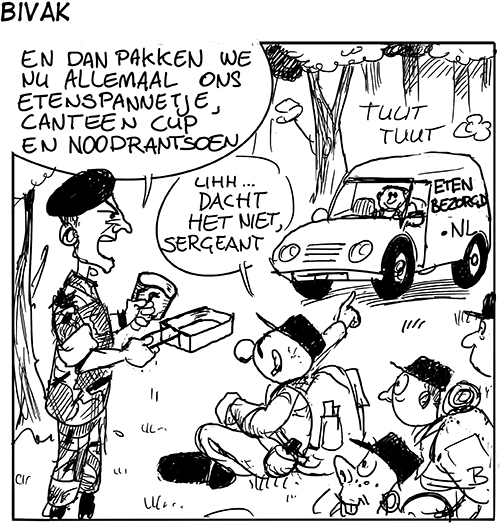 BIVAK
EN DAN PAKKEN WE
NU ALLEMAAL ONS
ETENSPANNETJE,
CANTEEN CUP
EN NOODRANTSOEN
UHH...
DACHT
HET NIET,
SERGEANT
TUUT
TUUT
ETEN
BEZORGD
.NL
B